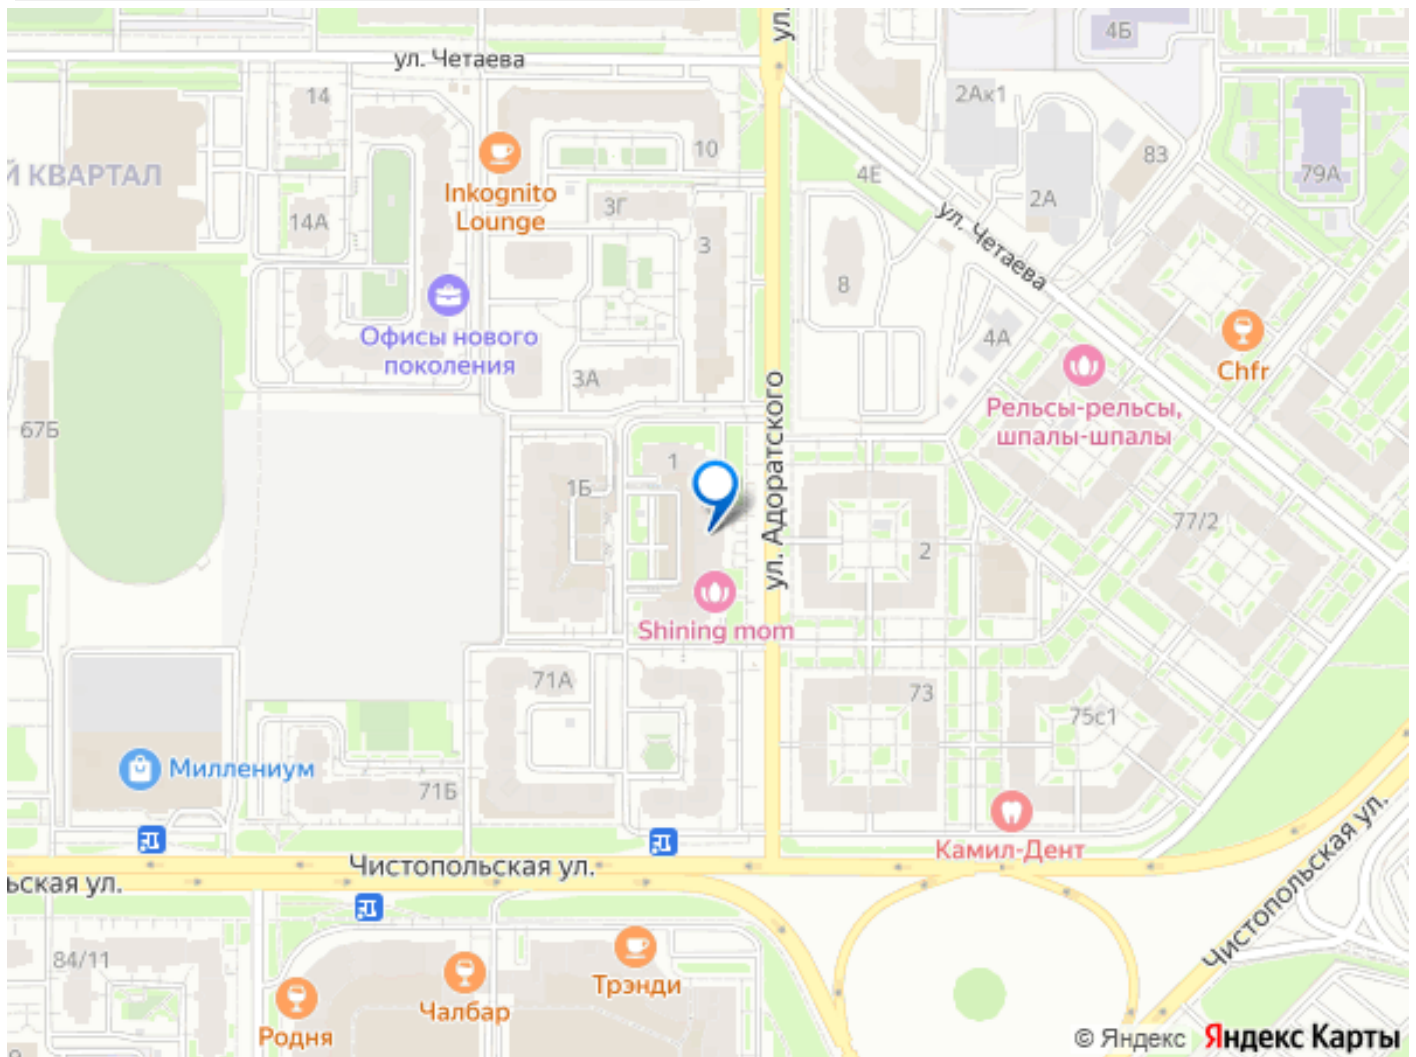 ул.
4Б
ул. Четаева
14
2Ак1
10
83
Й КВАРТАЛ
4Е
79А
Inkognito
Lounge
3Г
2А
14А
3
ул. Четаева
8
Офисы нового
поколения
4А
3А
Chfr
Рельсы-рельсы,
шпалы-шпалы
67Б
ул. Адоратского
1
1Б
77/2
2
Shining mom
71А
73
75с1
Миллениум
71Б
Камил-Дент
Чистопольская ул.
ьская ул.
Чистопольская ул.
84/11
Трэнди
Чалбар
Родня
© Яндекс Яндекс Карты